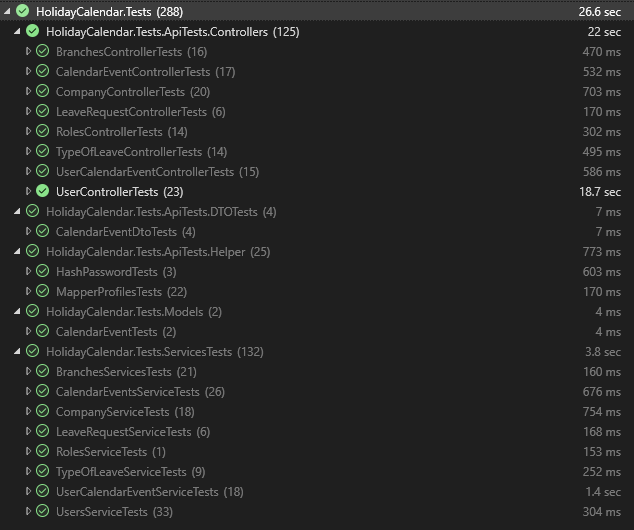 HolidayCalendar.Tests (288) 26.6 sec
HolidayCalendar.Tests.ApiTests.Controllers (125) 22 sec
BranchesControllerTests (16) 470 ms
CalendarEventControllerTests (17) 532 ms
CompanyControllerTests (20) 703 ms
LeaveRequestControllerTests (6) 170 ms
RolesControllerTests (14) 302 ms
TypeOfLeaveControllerTests (14) 495 ms
UserCalendarEventControllerTests (15) 586 ms
UserControllerTests (23) 18.7 sec
HolidayCalendar.Tests.ApiTests.DTOTests (4) 7 ms
CalendarEventDtoTests (4) 7 ms
HolidayCalendar.Tests.ApiTests.Helper (25) 773 ms
HashPasswordTests (3) 603 ms
MapperProfilesTests (22) 170 ms
HolidayCalendar.Tests.Models (2) 4 ms
CalendarEventTests (2) 4 ms
HolidayCalendar.Tests.ServicesTests (132) 3.8 sec
BranchesServicesTests (21) 160 ms
CalendarEventsServiceTests (26) 676 ms
CompanyServiceTests (18) 754 ms
LeaveRequestServiceTests (6) 168 ms
RolesServiceTests (1) 153 ms
TypeOfLeaveServiceTests (9) 252 ms
UserCalendarEventServiceTests (18) 1.4 sec
UsersServiceTests (33) 304 ms